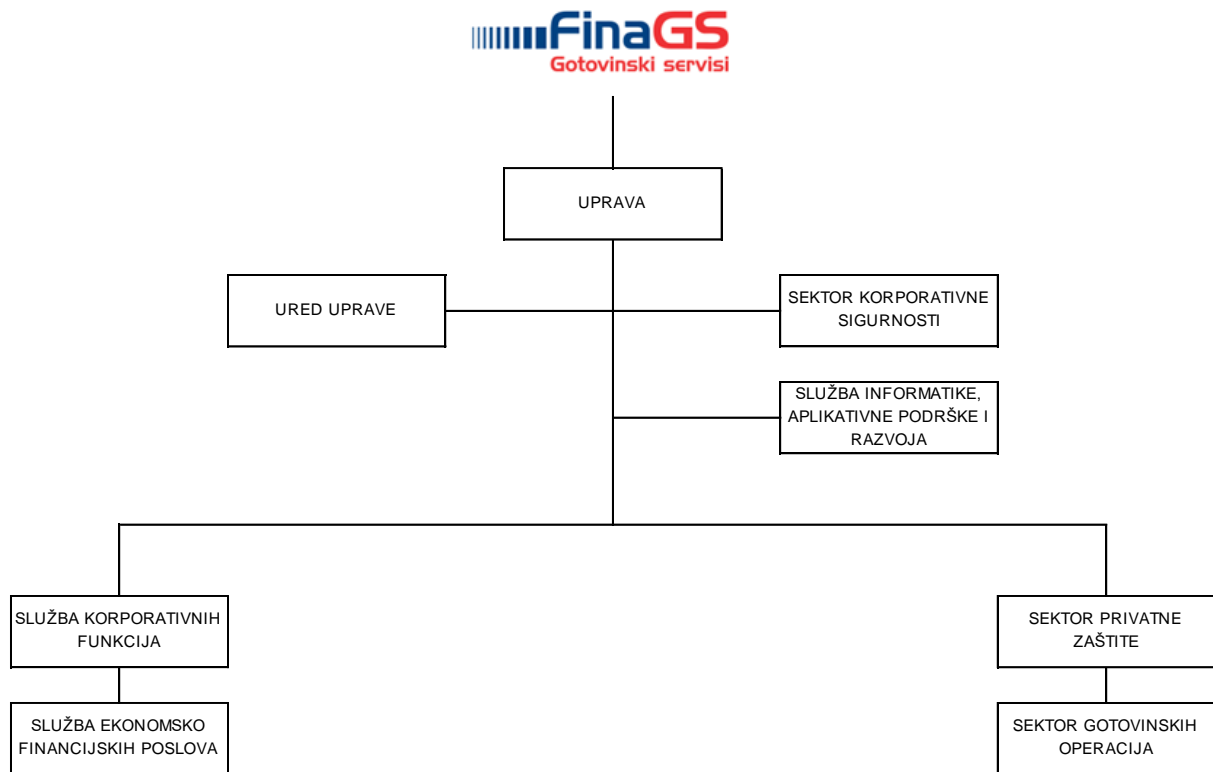 FinaGS
Gotovinski servisi
UPRAVA
URED UPRAVE
SEKTOR KORPORATIVNE
SIGURNOSTI
SLUŽBA INFORMATIKE,
APLIKATIVNE PODRŠKE I
RAZVOJA
SLUŽBA KORPORATIVNIH
FUNKCIJA
SEKTOR PRIVATNE
ZAŠTITE
SLUŽBA EKONOMSKO
FINANCIJSKIH POSLOVA
SEKTOR GOTOVINSKIH
OPERACIJA